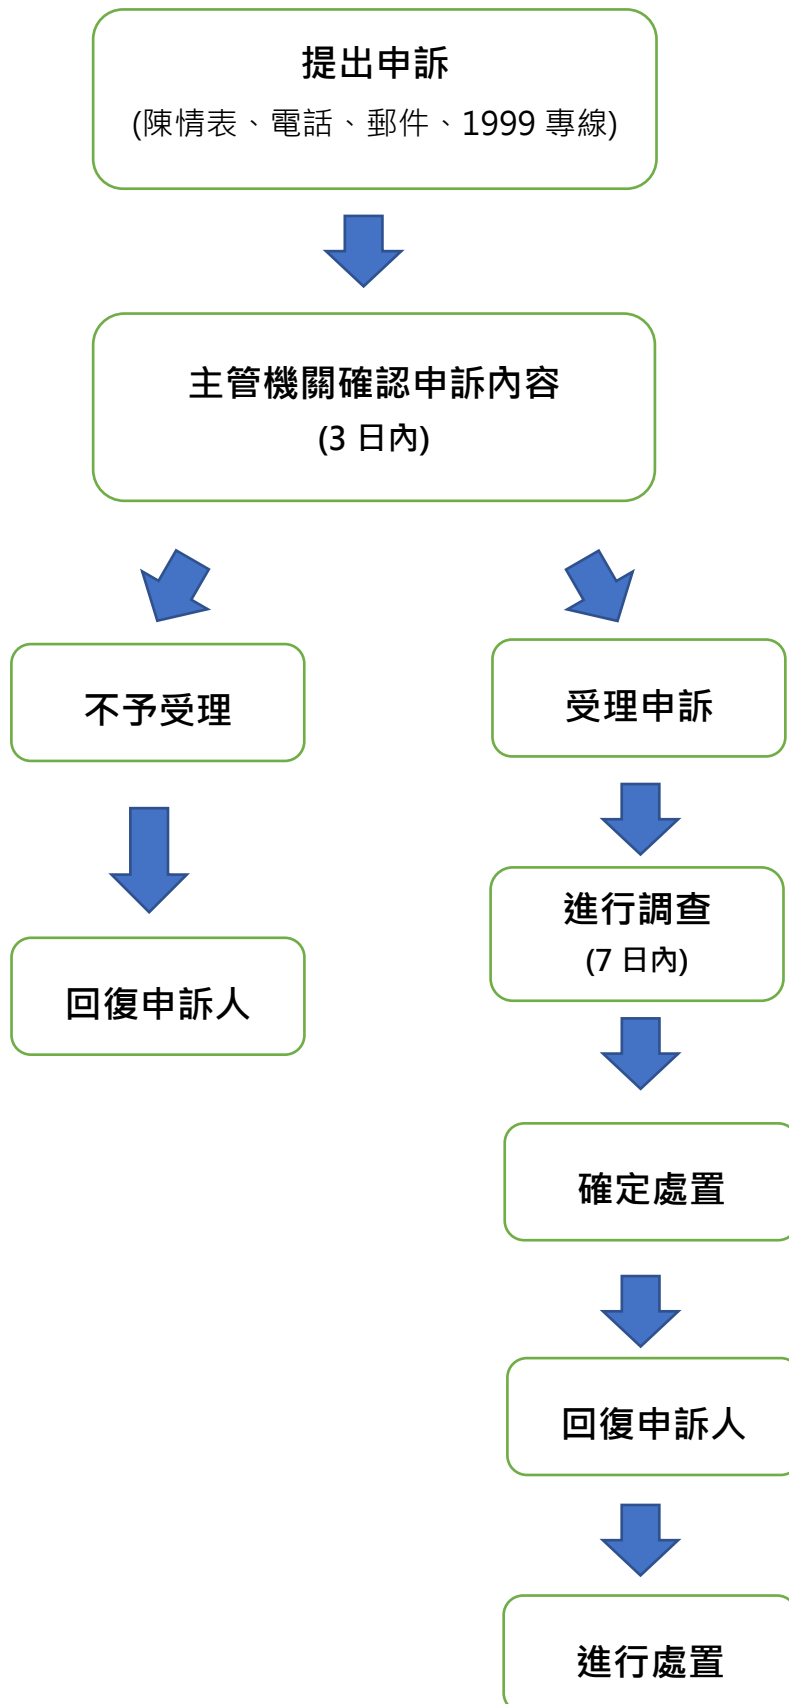 提出申訴
(陳情表、電話、郵件、1999 專線)
主管機關確認申訴內容
(3 日內)
不予受理
受理申訴
進行調查
(7 日內)
回復申訴人
確定處置
回復申訴人
進行處置